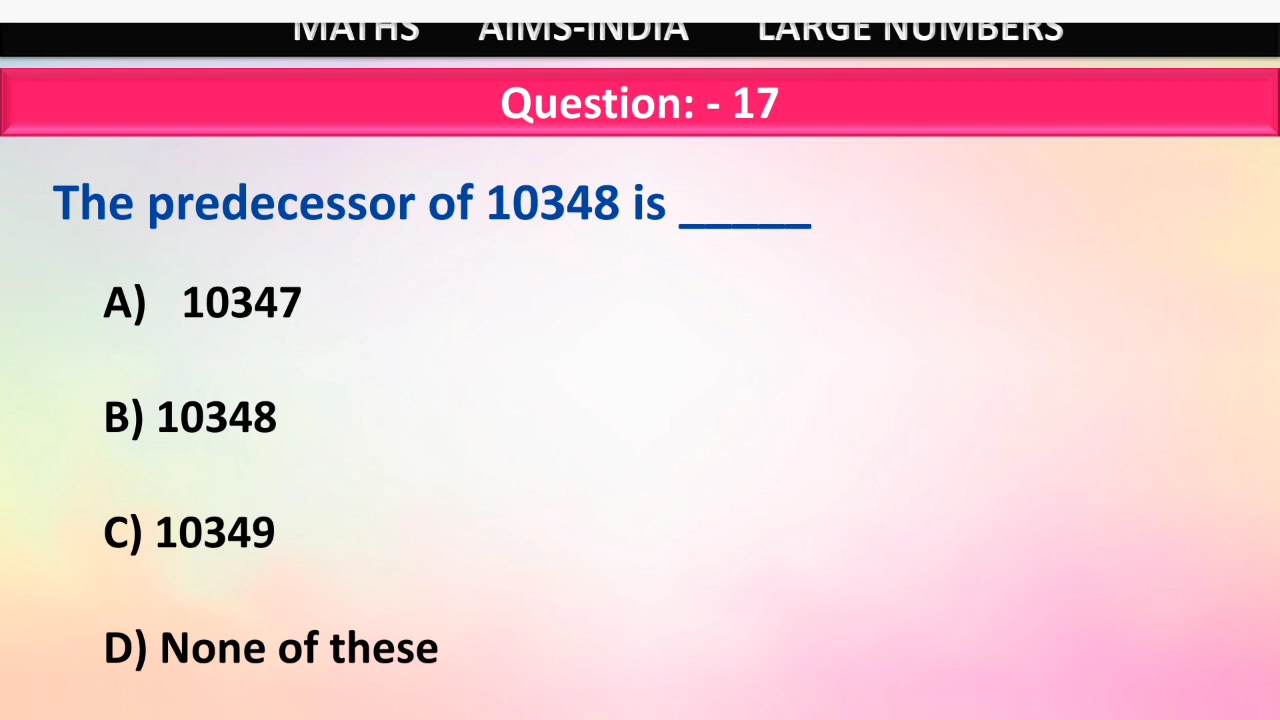 MATHS AIMS-INDIA LARGE NUMBERS
Question: - 17
The predecessor of 10348 is _____
A) 10347
B) 10348
C) 10349
D) None of these